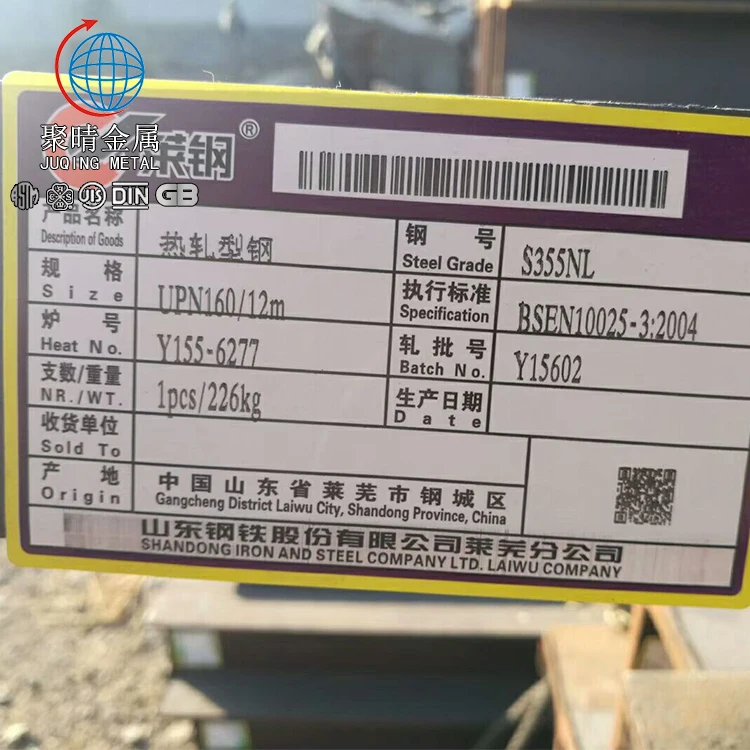 聚晴金属
JUQING METAL
JIS DIN GB
莱钢®
产品名称
Description of Goods
热轧型钢
钢 号
Steel Grade
S355NL
规 格
Size
UPN160/12m
执行标准
Specification
BSEN10025-3:2004
炉 号
Heat No.
Y155-6277
轧批号
Batch No.
Y15602
支数/重量
NR./WT.
1pcs/226kg
生产日期
Date
收货单位
Sold To
产 地
Origin
中国山东省莱芜市钢城区
Gangcheng District Laiwu City, Shandong Province, China
山东钢铁股份有限公司莱芜分公司
SHANDONG IRON AND STEEL COMPANY LTD. LAIWU COMPANY